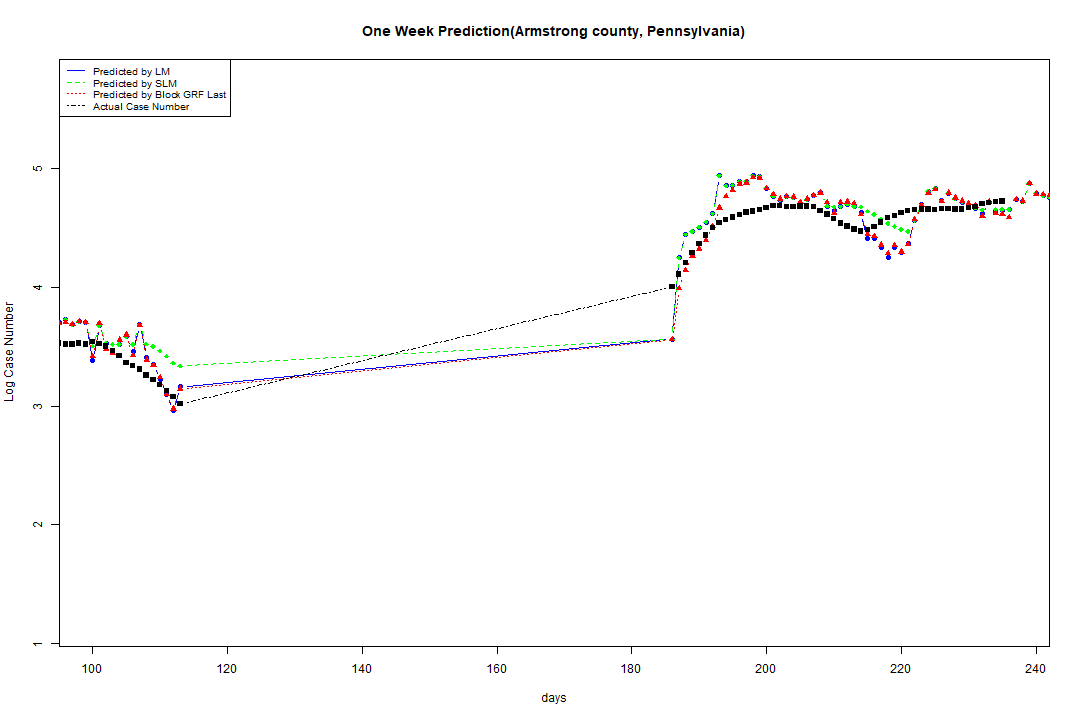 One Week Prediction(Armstrong county, Pennsylvania)
Predicted by LM
Predicted by SLM
Predicted by Block GRF Last
Actual Case Number
5
4
3
2
1
Log Case Number
100 120 140 160 180 200 220 240
days